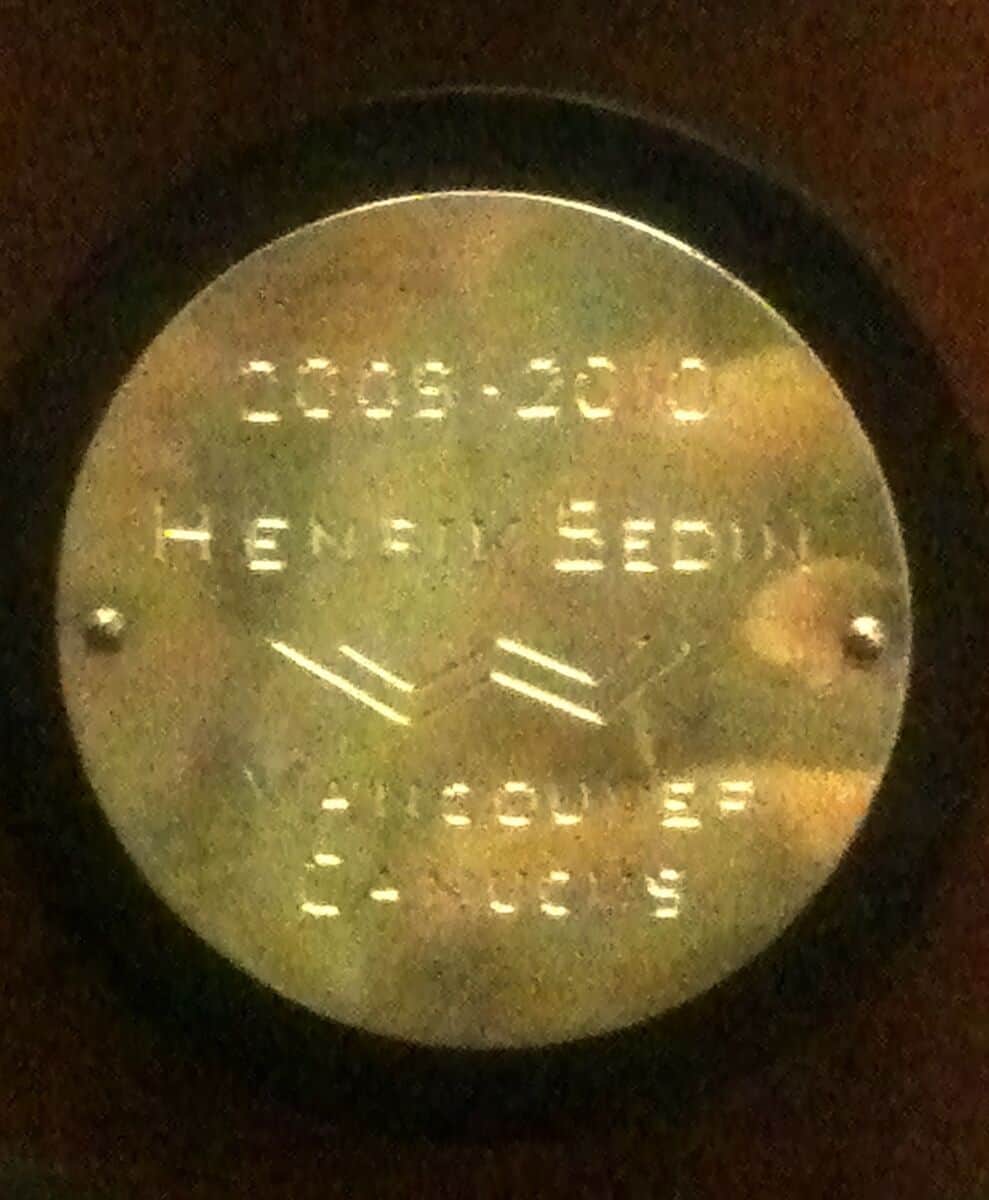 2009-2010
HENRIK SEDIN
VANCOUVER
CANUCKS